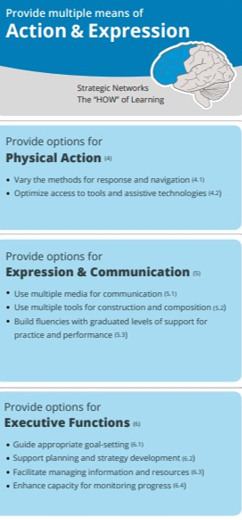 Provide multiple means of
Action & Expression
Strategic Networks
The "HOW" of Learning
Provide options for
Physical Action (4)
• Vary the methods for response and navigation (4.1)
• Optimize access to tools and assistive technologies (4.2)
Provide options for
Expression & Communication (5)
• Use multiple media for communication (5.1)
• Use multiple tools for construction and composition (5.2)
• Build fluencies with graduated levels of support for
practice and performance (5.3)
Provide options for
Executive Functions (6)
• Guide appropriate goal-setting (6.1)
• Support planning and strategy development (6.2)
• Facilitate managing information and resources (6.3)
• Enhance capacity for monitoring progress (6.4)